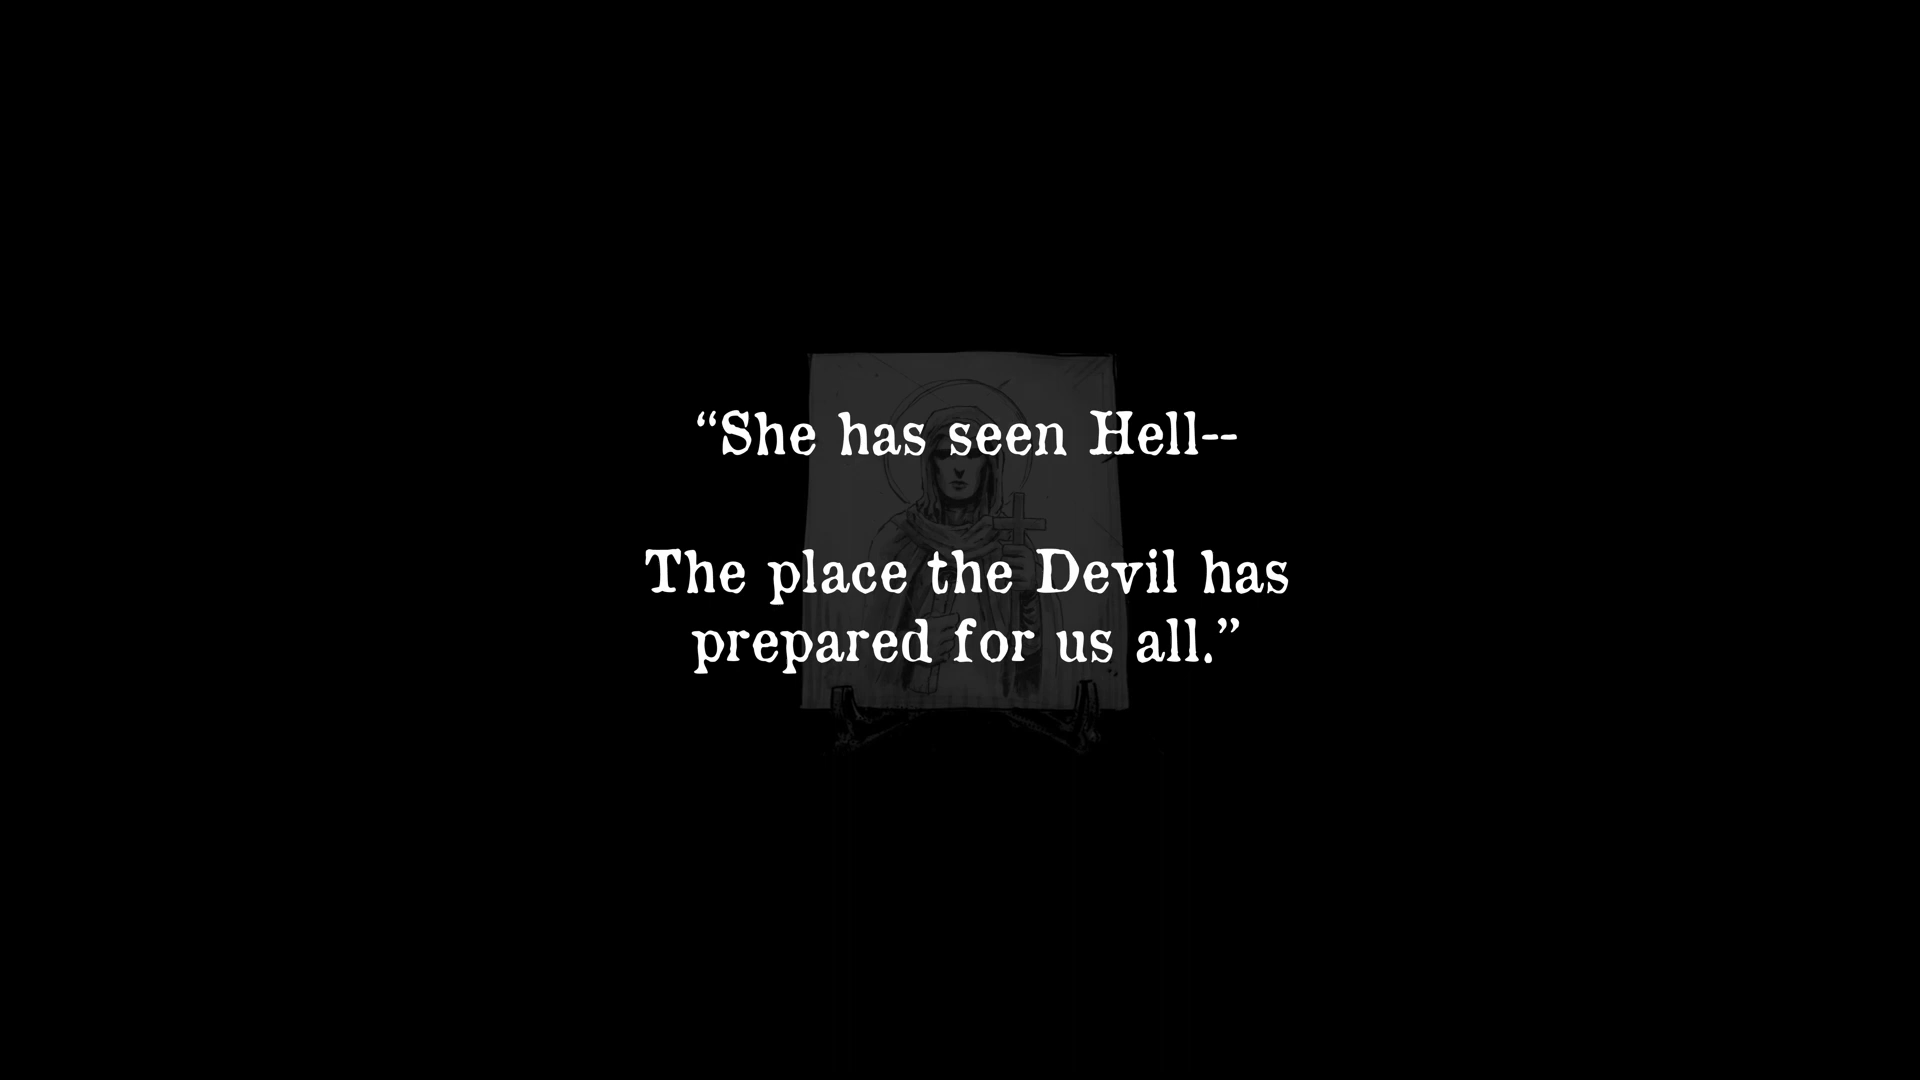 “She has seen Hell--
The place the Devil has
prepared for us all.”